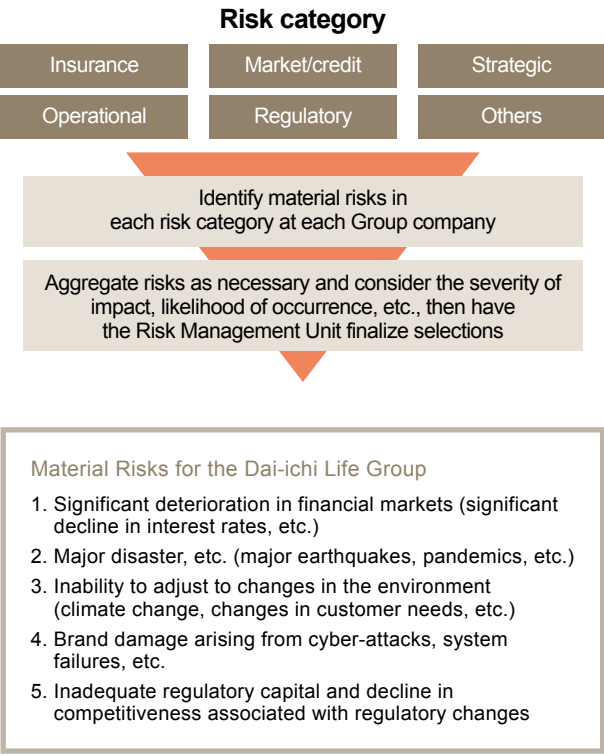 Risk category
Insurance
Market/credit
Strategic
Operational
Regulatory
Others
Identify material risks in
each risk category at each Group company
Aggregate risks as necessary and consider the severity of
impact, likelihood of occurrence, etc., then have
the Risk Management Unit finalize selections
Material Risks for the Dai-ichi Life Group
1. Significant deterioration in financial markets (significant
decline in interest rates, etc.)
2. Major disaster, etc. (major earthquakes, pandemics, etc.)
3. Inability to adjust to changes in the environment
(climate change, changes in customer needs, etc.)
4. Brand damage arising from cyber-attacks, system
failures, etc.
5. Inadequate regulatory capital and decline in
competitiveness associated with regulatory changes